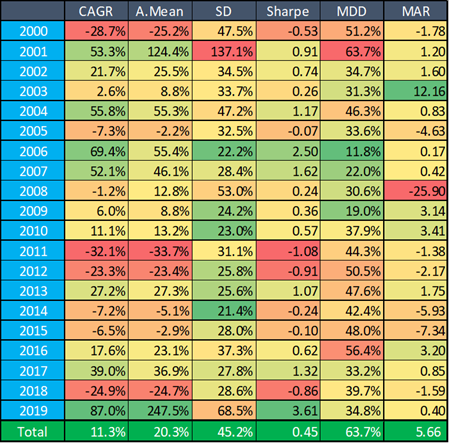 CAGR A.Mean SD Sharpe MDD MAR
2000 -28.7% -25.2% 47.5% -0.53 51.2% -1.78
2001 53.3% 124.4% 137.1% 0.91 63.7% 1.20
2002 21.7% 25.5% 34.5% 0.74 34.7% 1.60
2003 2.6% 8.8% 33.7% 0.26 31.3% 12.16
2004 55.8% 55.3% 47.2% 1.17 46.3% 0.83
2005 -7.3% -2.2% 32.5% -0.07 33.6% -4.63
2006 69.4% 55.4% 22.2% 2.50 11.8% 0.17
2007 52.1% 46.1% 28.4% 1.62 22.0% 0.42
2008 -1.2% 12.8% 53.0% 0.24 30.6% -25.90
2009 6.0% 8.8% 24.2% 0.36 19.0% 3.14
2010 11.1% 13.2% 23.0% 0.57 37.9% 3.41
2011 -32.1% -33.7% 31.1% -1.08 44.3% -1.38
2012 -23.3% -23.4% 25.8% -0.91 50.5% -2.17
2013 27.2% 27.3% 25.6% 1.07 47.6% 1.75
2014 -7.2% -5.1% 21.4% -0.24 42.4% -5.93
2015 -6.5% -2.9% 28.0% -0.10 48.0% -7.34
2016 17.6% 23.1% 37.3% 0.62 56.4% 3.20
2017 39.0% 36.9% 27.8% 1.32 33.2% 0.85
2018 -24.9% -24.7% 28.6% -0.86 39.7% -1.59
2019 87.0% 247.5% 68.5% 3.61 34.8% 0.40
Total 11.3% 20.3% 45.2% 0.45 63.7% 5.66